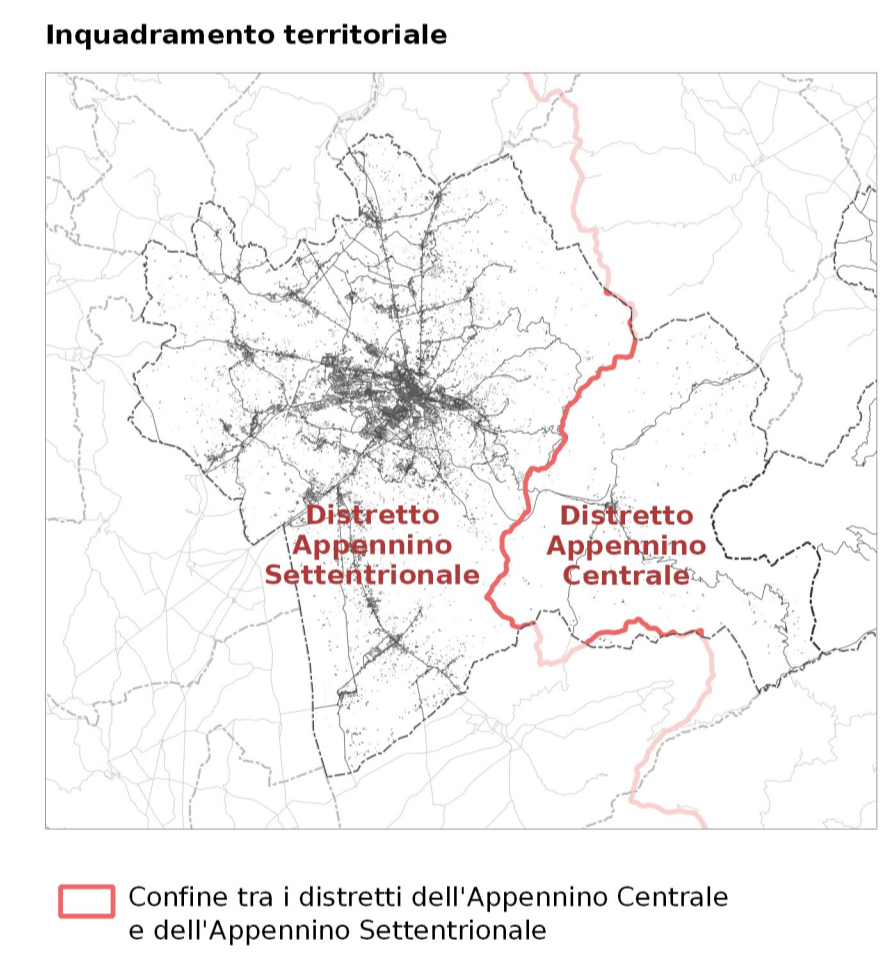 Inquadramento territoriale
Distretto
Appennino
Settentrionale
Distretto
Appennino
Centrale
Confine tra i distretti dell'Appennino Centrale
e dell'Appennino Settentrionale